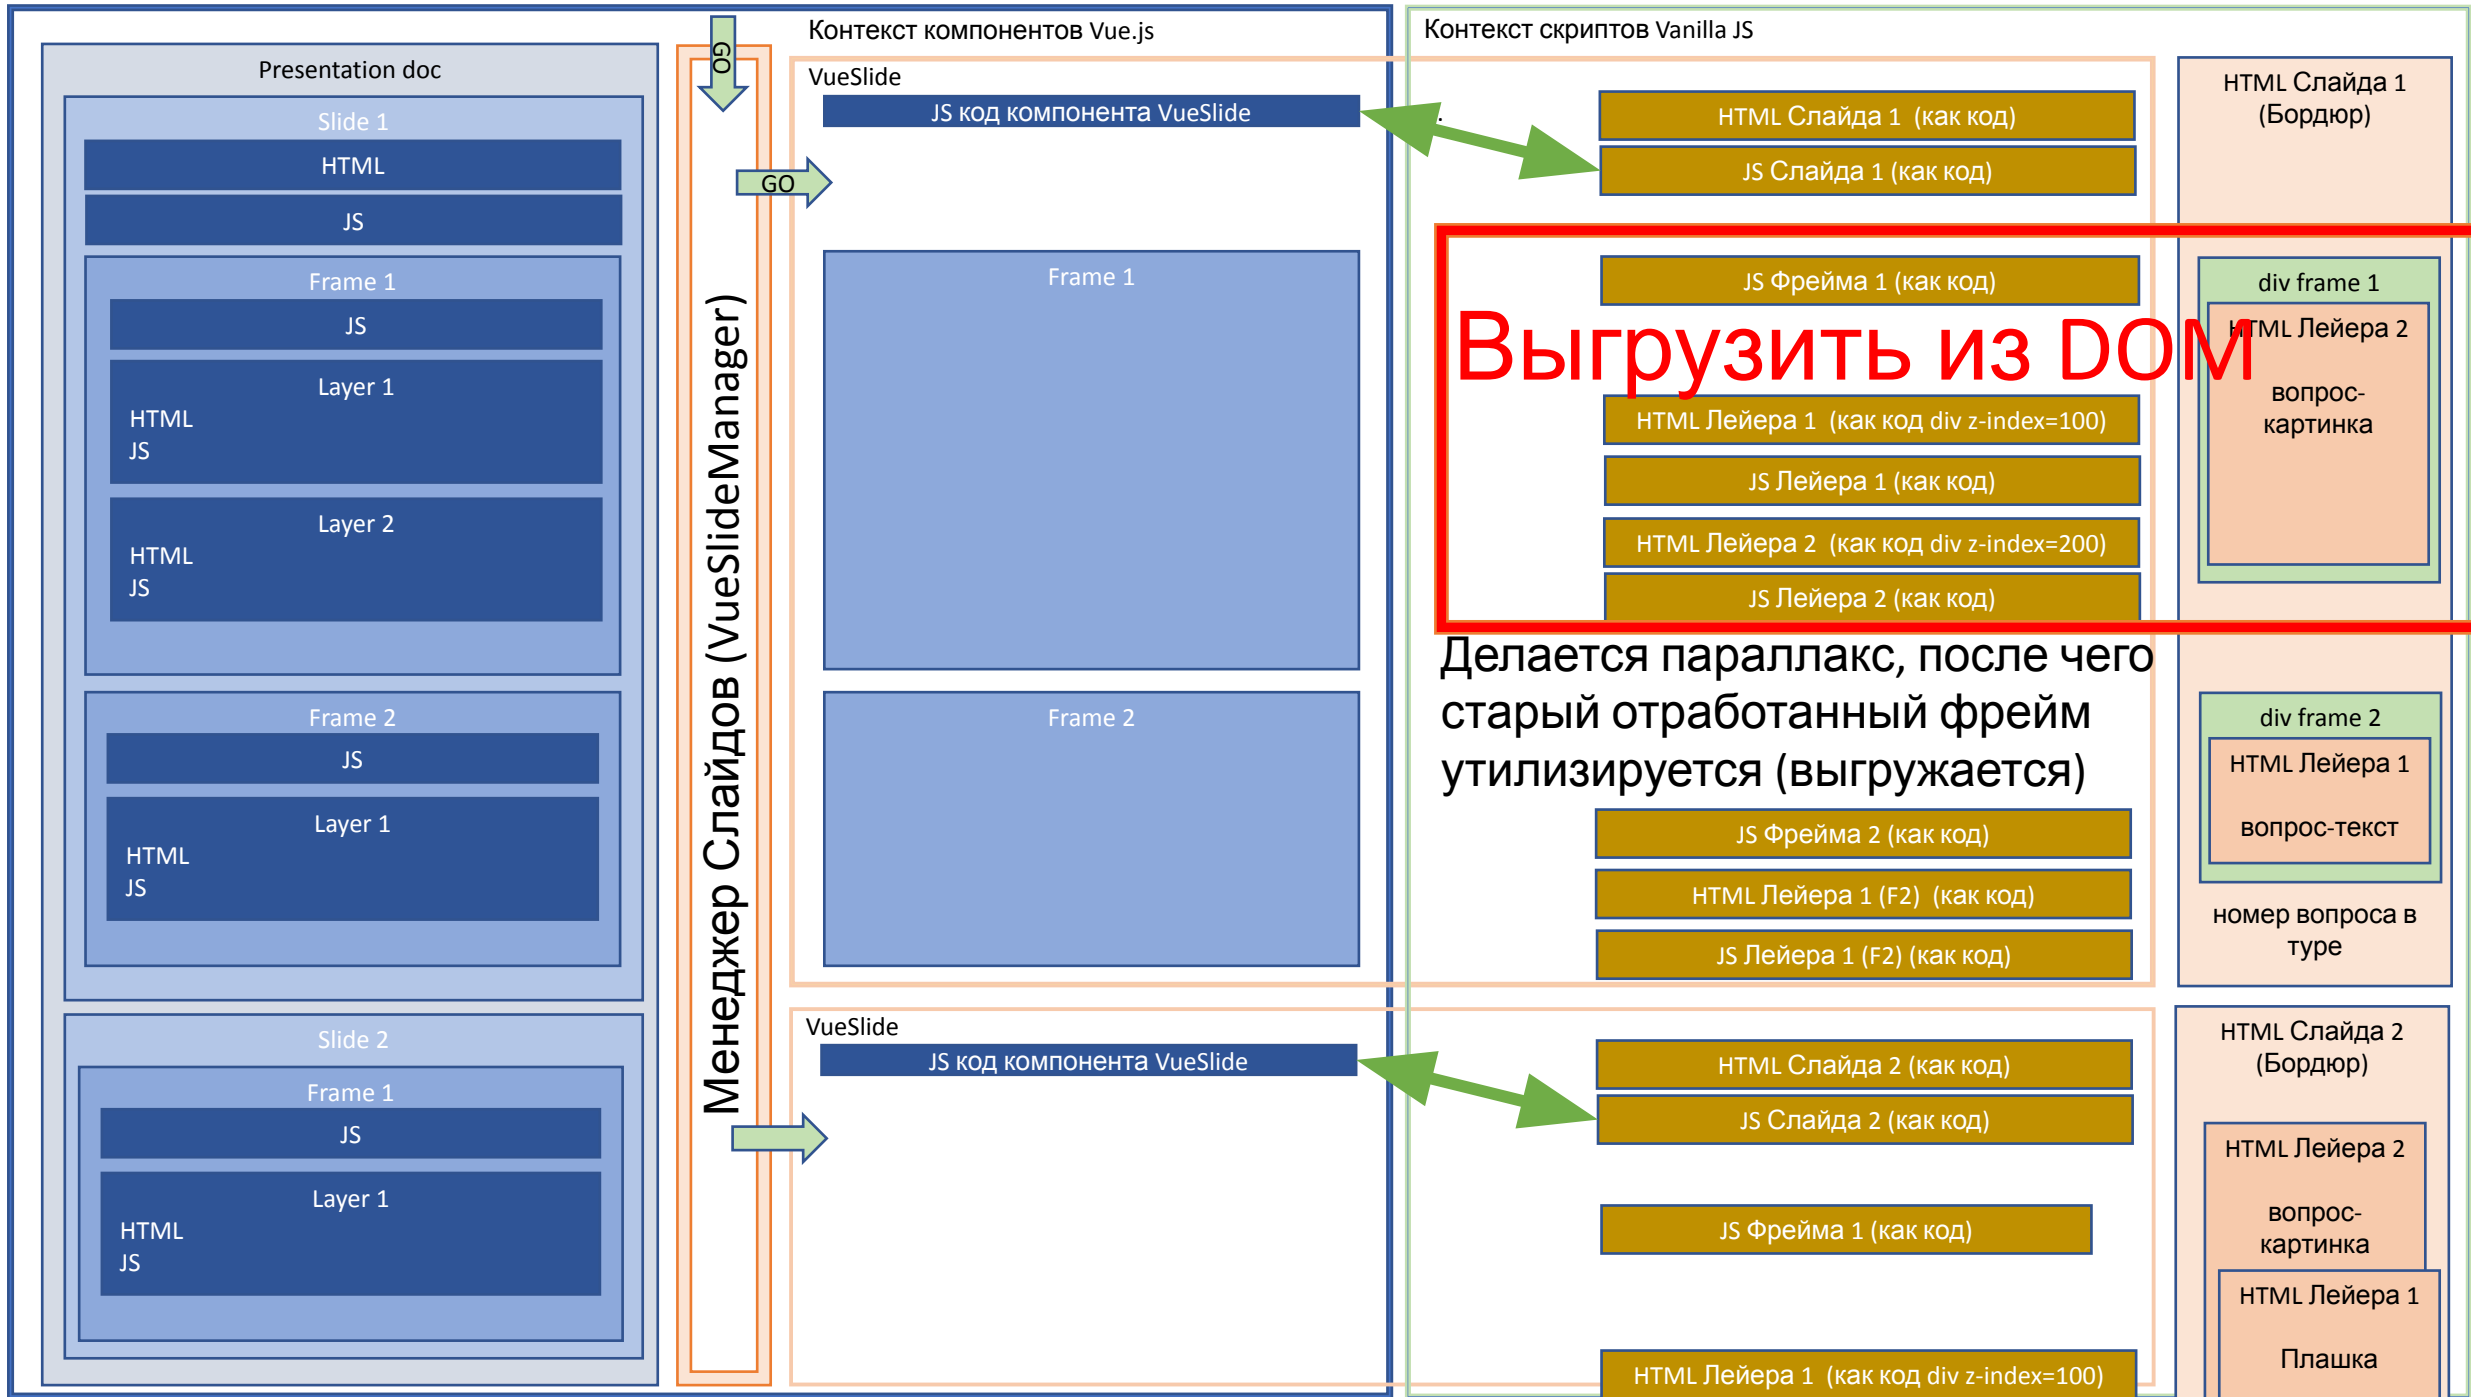 Контекст компонентов Vue.js
Контекст скриптов Vanilla JS
Presentation doc
Slide 1
HTML
JS
Frame 1
JS
Layer 1
HTML
JS
Layer 2
HTML
JS
Frame 2
JS
Layer 1
HTML
JS
Slide 2
Frame 1
JS
Layer 1
HTML
JS
GO
Менеджер Слайдов (VueSlideManager)
GO
VueSlide
JS код компонента VueSlide
Frame 1
Frame 2
VueSlide
JS код компонента VueSlide
.
HTML Слайда 1 (как код)
JS Слайда 1 (как код)
JS Фрейма 1 (как код)
Выгрузить из DOM
HTML Лейера 1 (как код div z-index=100)
JS Лейера 1 (как код)
HTML Лейера 2 (как код div z-index=200)
JS Лейера 2 (как код)
Делается параллакс, после чего
старый отработанный фрейм
утилизируется (выгружается)
JS Фрейма 2 (как код)
HTML Лейера 1 (F2) (как код)
JS Лейера 1 (F2) (как код)
HTML Слайда 2 (как код)
JS Слайда 2 (как код)
JS Фрейма 1 (как код)
HTML Лейера 1 (как код div z-index=100)
HTML Слайда 1
(Бордюр)
div frame 1
HTML Лейера 2
вопрос-
картинка
div frame 2
HTML Лейера 1
вопрос-текст
номер вопроса в
туре
HTML Слайда 2
(Бордюр)
HTML Лейера 2
вопрос-
картинка
HTML Лейера 1
Плашка